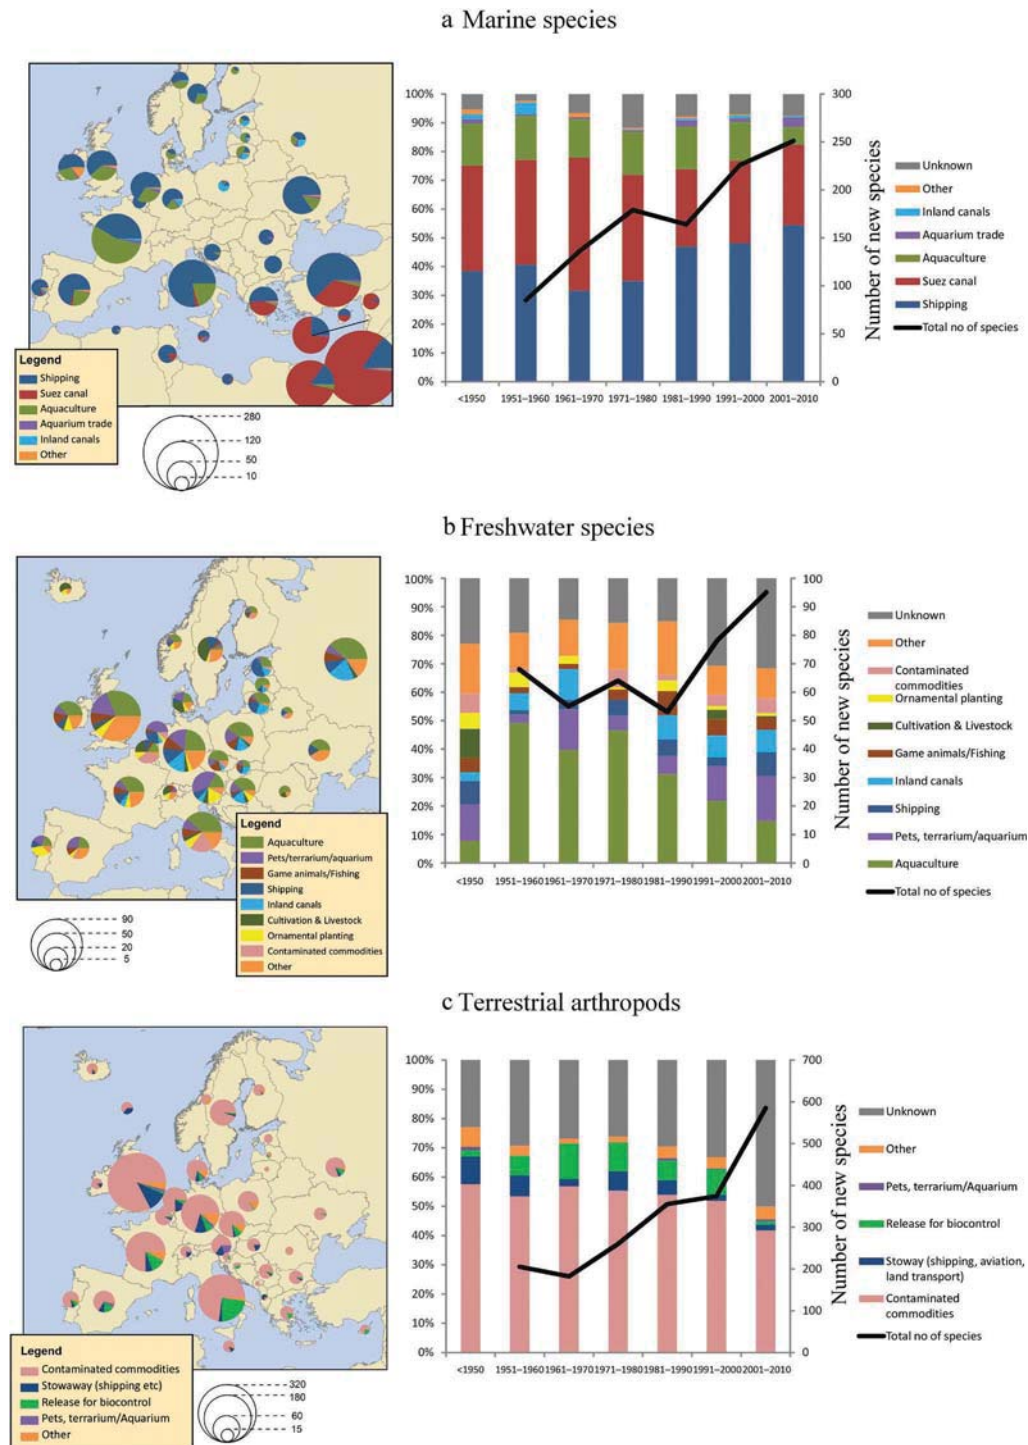 a Marine species
Legend
Shipping
Suez canal
Aquaculture
Aquarium trade
Inland canals
Other
280
120
50
10
100%
90%
80%
70%
60%
50%
40%
30%
20%
10%
0%
300
250
200
150
100
50
0
Number of new species
<1950
1951–1960
1961–1970
1971–1980
1981–1990
1991–2000
2001–2010
Unknown
Other
Inland canals
Aquarium trade
Aquaculture
Suez canal
Shipping
Total no of species
b Freshwater species
Legend
Aquaculture
Pets/terrarium/aquarium
Game animals/Fishing
Shipping
Inland canals
Cultivation & Livestock
Ornamental planting
Contaminated commodities
Other
90
50
20
5
100%
90%
80%
70%
60%
50%
40%
30%
20%
10%
0%
100
90
80
70
60
50
40
30
20
10
0
Number of new species
<1950
1951–1960
1961–1970
1971–1980
1981–1990
1991–2000
2001–2010
Unknown
Other
Contaminated
commodities
Ornamental planting
Cultivation & Livestock
Game animals/Fishing
Inland canals
Shipping
Pets, terrarium/aquarium
Aquaculture
Total no of species
c Terrestrial arthropods
Legend
Contaminated commodities
Stowaway (shipping etc)
Release for biocontrol
Pets, terrarium/Aquarium
Other
320
180
60
15
100%
90%
80%
70%
60%
50%
40%
30%
20%
10%
0%
700
600
500
400
300
200
100
0
Number of new species
<1950
1951–1960
1961–1970
1971–1980
1981–1990
1991–2000
2001–2010
Unknown
Other
Pets, terrarium/Aquarium
Release for biocontrol
Stoway (shipping, aviation,
land transport)
Contaminated
commodities
Total no of species